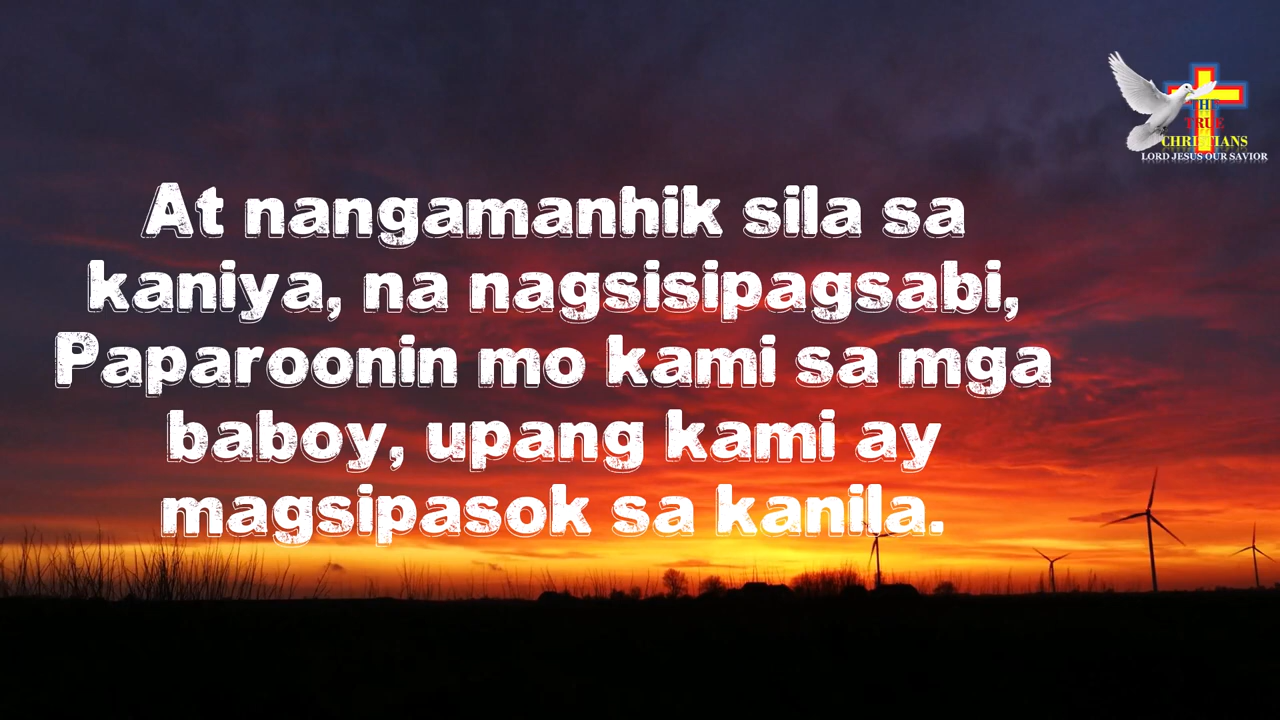 THE
TRUE
CHRISTIANS
LORD JESUS OUR SAVIOR
At nangamanhik sila sa
kaniya, na nagsisipagsabi,
Paparoonin mo kami sa mga
baboy, upang kami ay
magsipasok sa kanila.